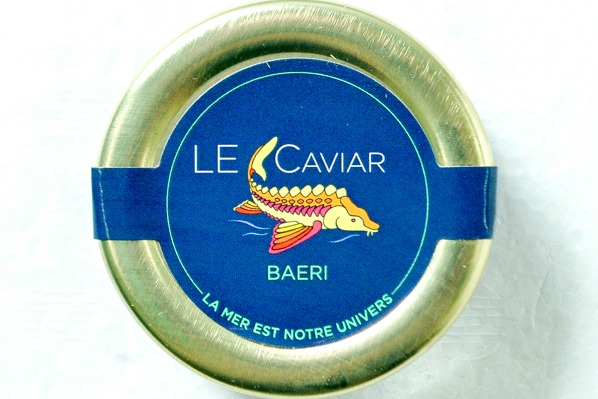 LE CAVIAR
BAERI
LA MER EST NOTRE UNIVERS